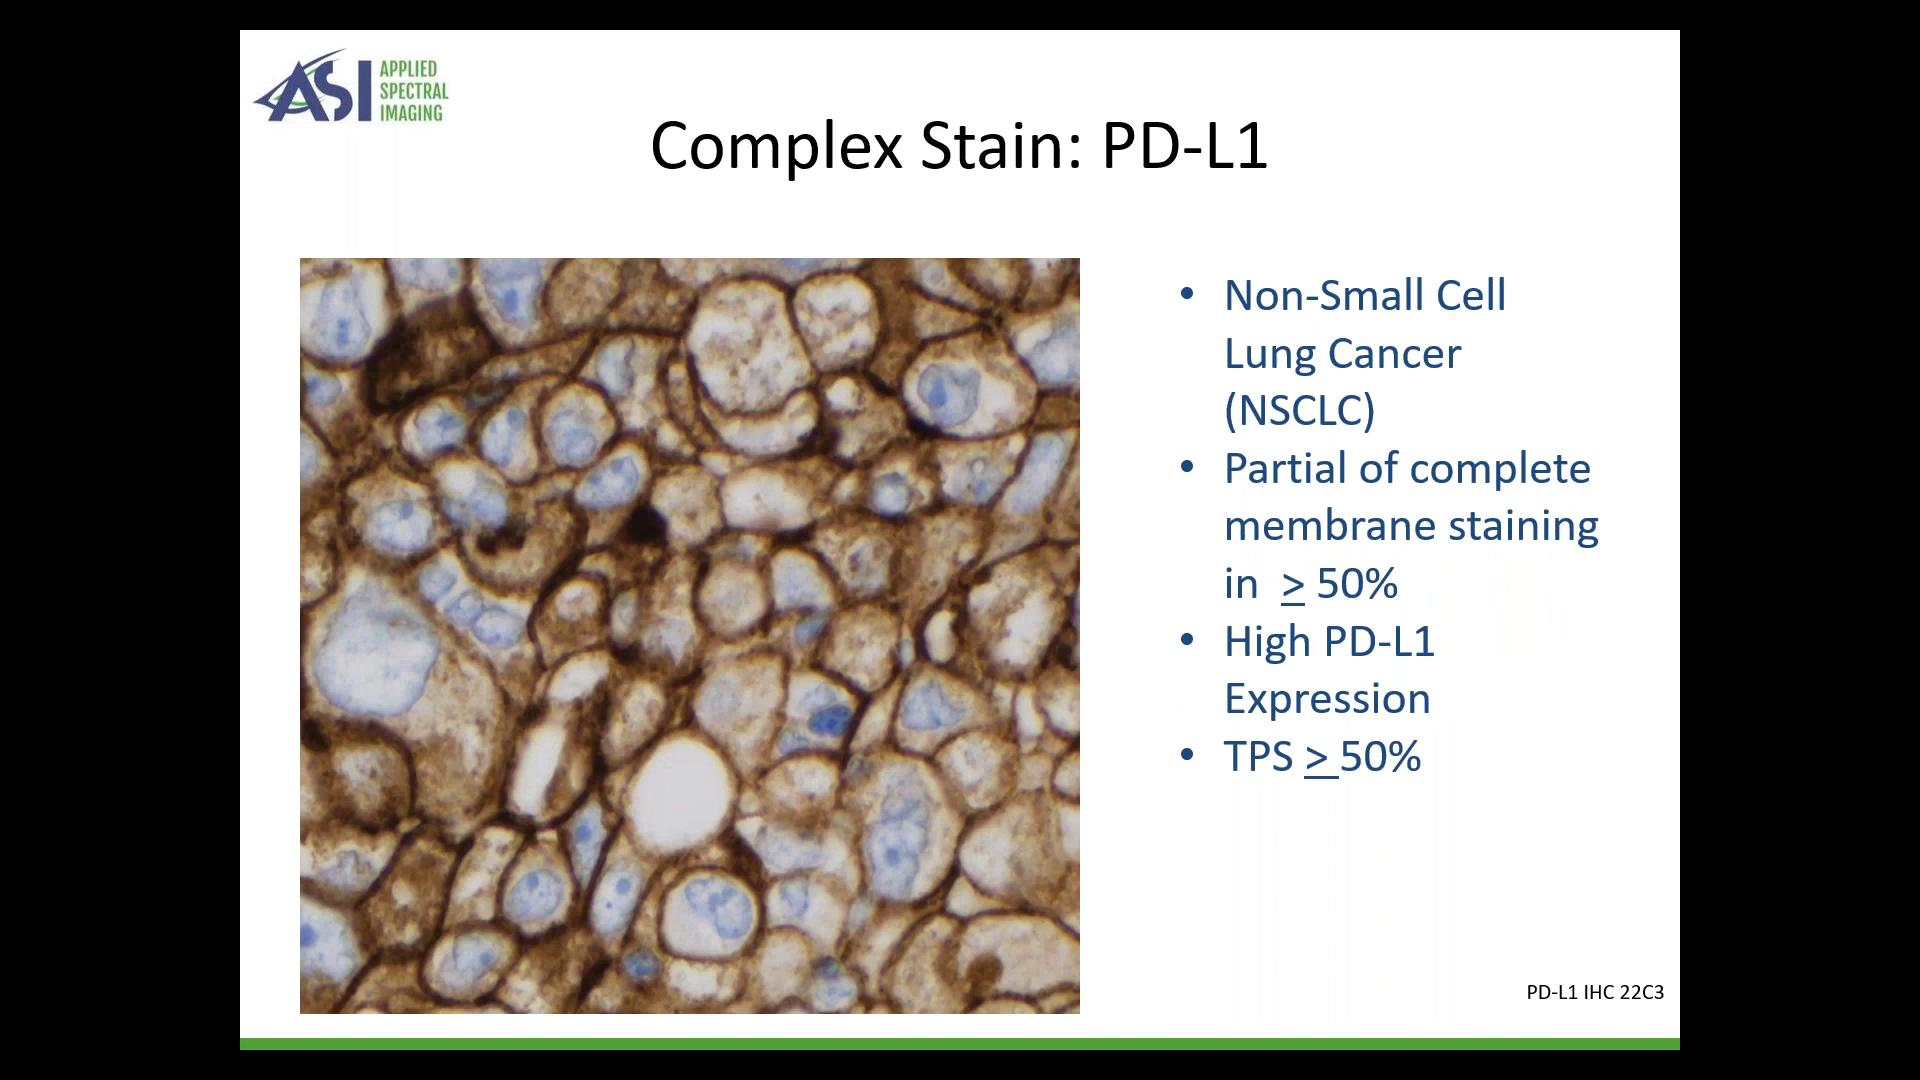 ASI APPLIED
SPECTRAL
IMAGING
Complex Stain: PD-L1
• Non-Small Cell
Lung Cancer
(NSCLC)
• Partial of complete
membrane staining
in ≥ 50%
• High PD-L1
Expression
• TPS ≥ 50%
PD-L1 IHC 22C3